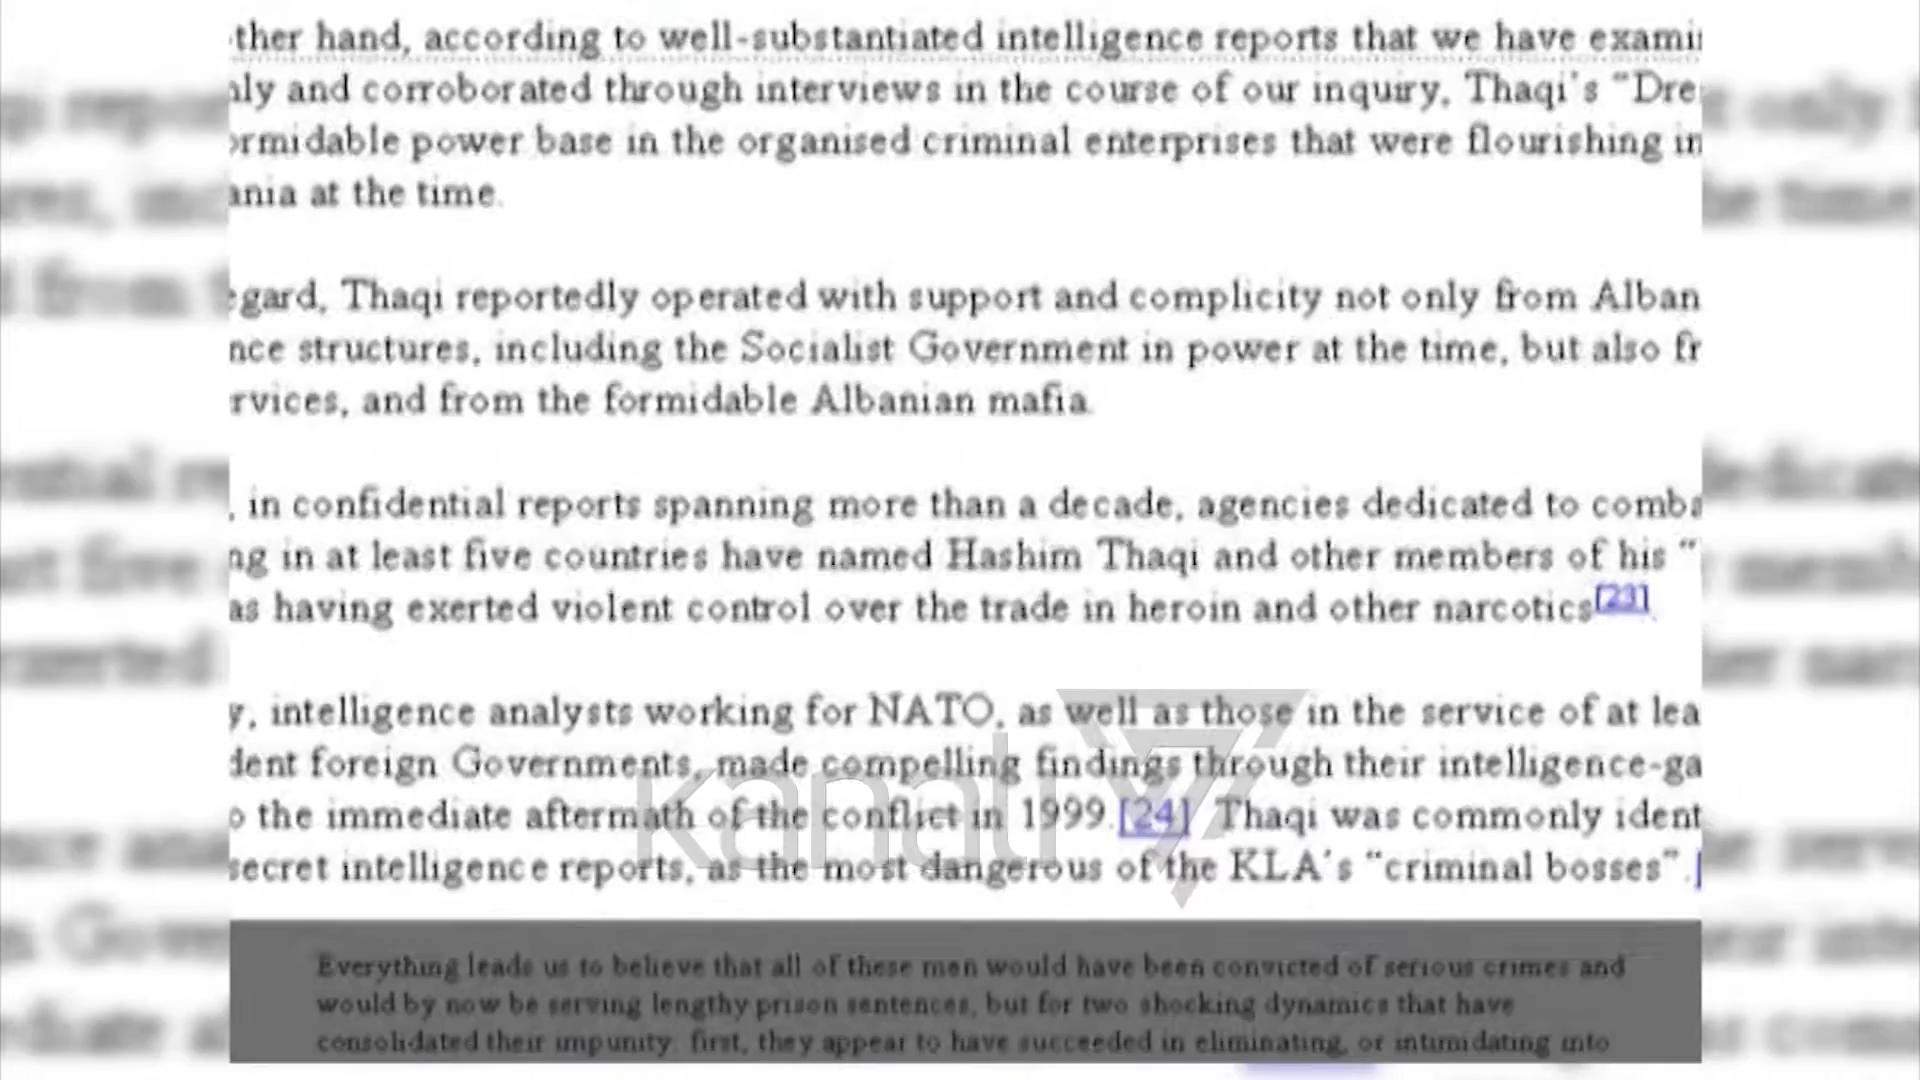 ther hand, according to well-substantiated intelligence reports that we have exami
nly and corroborated through interviews in the course of our inquiry, Thaqi's "Dre
ormidable power base in the organised criminal enterprises that were flourishing in
ania at the time.
egard, Thaqi reportedly operated with support and complicity not only from Alban
nce structures, including the Socialist Government in power at the time, but also fr
rvices, and from the formidable Albanian mafia.
, in confidential reports spanning more than a decade, agencies dedicated to comba
ng in at least five countries have named Hashim Thaqi and other members of his "
as having exerted violent control over the trade in heroin and other narcotics[23].
y, intelligence analysts working for NATO, as well as those in the service of at lea
dent foreign Governments, made compelling findings through their intelligence-ga
o the immediate aftermath of the conflict in 1999.[24] Thaqi was commonly ident
secret intelligence reports, as the most dangerous of the KLA's "criminal bosses".[
kanali 7
Everything leads us to believe that all of these men would have been convicted of serious crimes and
would by now be serving lengthy prison sentences, but for two shocking dynamics that have
consolidated their impunity: first, they appear to have succeeded in eliminating, or intimidating into